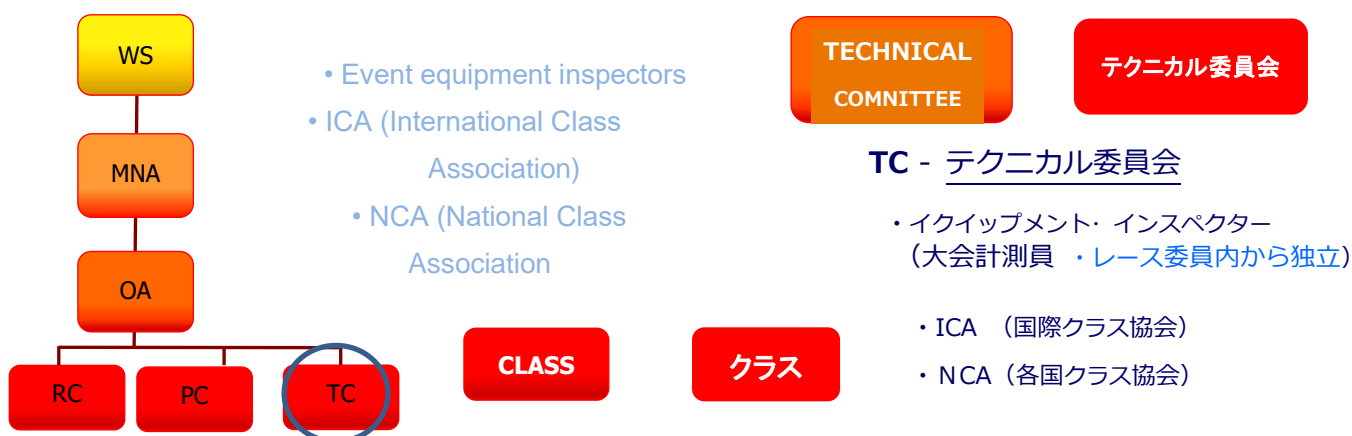 WS
MNA
OA
RC
PC
TC
• Event equipment inspectors
• ICA (International Class
Association)
• NCA (National Class
Association
CLASS
クラス
TECHNICAL
COMNITTEE
テクニカル委員会
TC - テクニカル委員会
・イクイップメント・インスペクター
（大会計測員 ・レース委員内から独立）
・ICA （国際クラス協会）
・ＮCA（各国クラス協会）